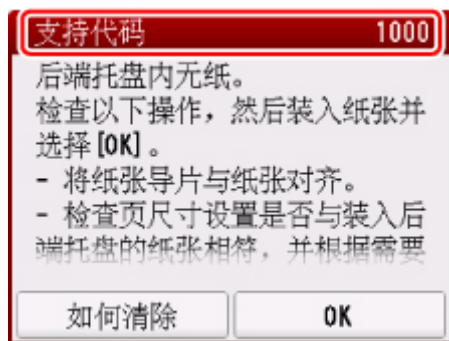 支持代码 1000
后端托盘内无纸。
检查以下操作，然后装入纸张并
选择[OK]。
- 将纸张导片与纸张对齐。
- 检查页尺寸设置是否与装入后
端托盘的纸张相符，并根据需要
如何清除 OK